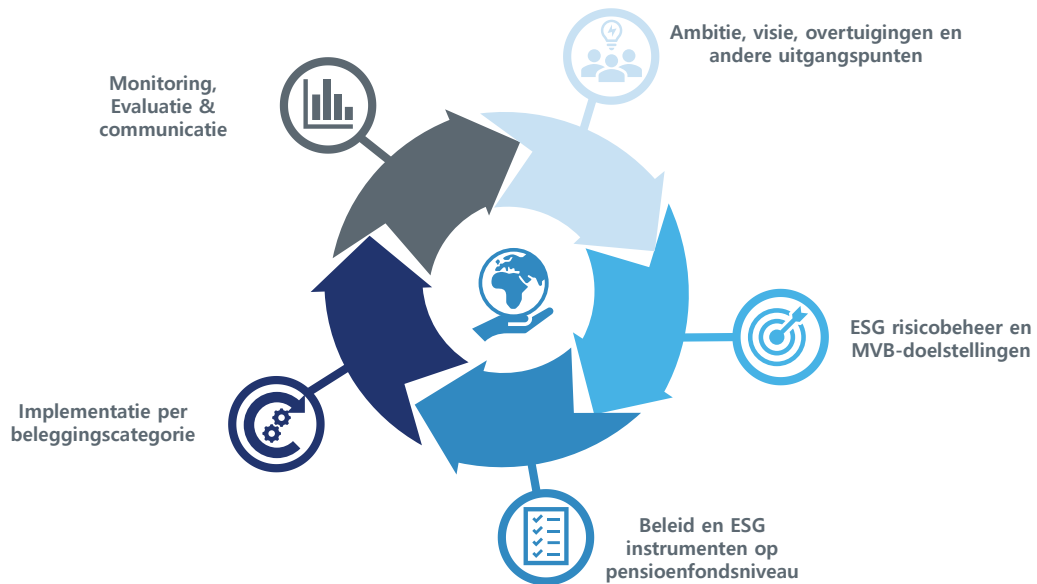 Ambitie, visie, overtuigingen en
andere uitgangspunten
Monitoring,
Evaluatie &
communicatie
ESG risicobeheer en
MVB-doelstellingen
Implementatie per
beleggingscategorie
Beleid en ESG
instrumenten op
pensioenfondsniveau